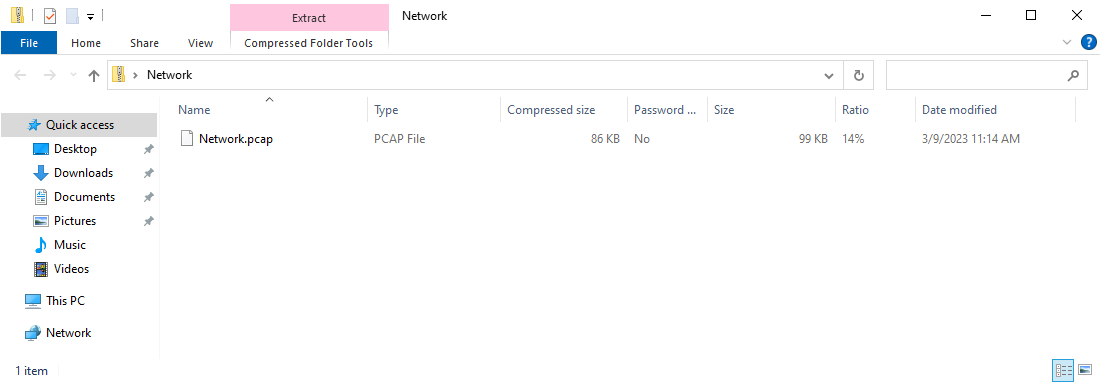 Extract
Network
File
Home
Share
View
Compressed Folder Tools
Network
Name
Type
Compressed size
Password ...
Size
Ratio
Date modified
Network.pcap
PCAP File
86 KB
No
99 KB
14%
3/9/2023 11:14 AM
Quick access
Desktop
Downloads
Documents
Pictures
Music
Videos
This PC
Network
1 item